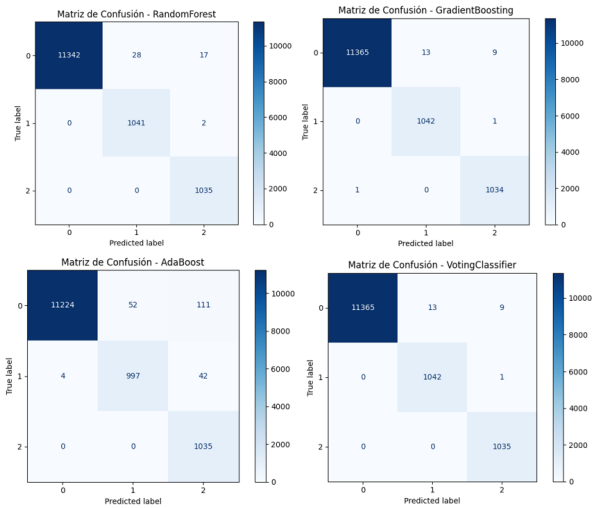 Matriz de Confusión - RandomForest
True label
0
1
2
11342 28 17
0 1041 2
0 0 1035
0 1 2
Predicted label
10000
8000
6000
4000
2000
0
Matriz de Confusión - GradientBoosting
True label
0
1
2
11365 13 9
0 1042 1
1 0 1034
0 1 2
Predicted label
10000
8000
6000
4000
2000
0
Matriz de Confusión - AdaBoost
True label
0
1
2
11224 52 111
4 997 42
0 0 1035
0 1 2
Predicted label
10000
8000
6000
4000
2000
0
Matriz de Confusión - VotingClassifier
True label
0
1
2
11365 13 9
0 1042 1
0 0 1035
0 1 2
Predicted label
10000
8000
6000
4000
2000
0